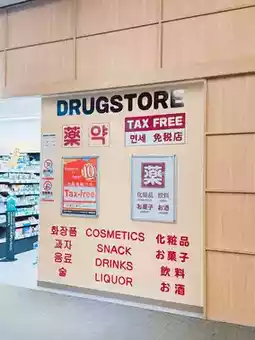 DRUGSTORE
薬 약
TAX FREE
면세 免税店
10
Tax-free
薬
化粧品 飲料
お菓子 お酒
화장품 COSMETICS 化粧品
과자 SNACK お菓子
음료 DRINKS 飲料
술 LIQUOR お酒